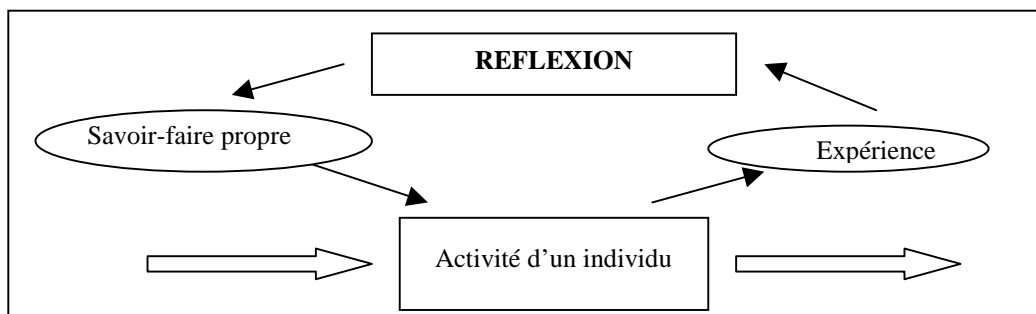 REFLEXION
Savoir-faire propre
Expérience
Activité d’un individu